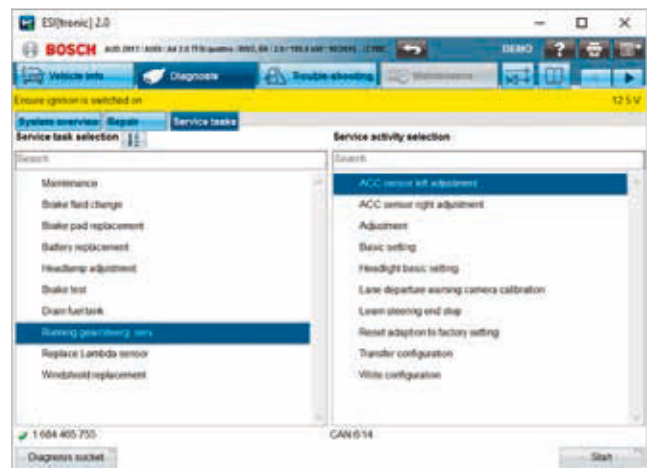 ESI[tronic] 2.0
BOSCH DEMO ?
Vehicle info Diagnosis Trouble shooting Maintenance
Ensure ignition is switched on 12.5 V
System overview Repair Service tasks
Service task selection Service activity selection
Search Search
Maintenance ACC sensor left adjustment
Brake fluid change ACC sensor right adjustment
Brake pad replacement Adjustment
Battery replacement Basic setting
Headlamp adjustment Headlight basic setting
Brake test Lane departure warning camera calibration
Drain fuel tank Learn steering end stop
Running gear/steerg. serv. Reset adaption to factory setting
Replace Lambda sensor Transfer configuration
Windshield replacement Write configuration
1 684 465 755 CAN 6/14
Diagnosis socket Start